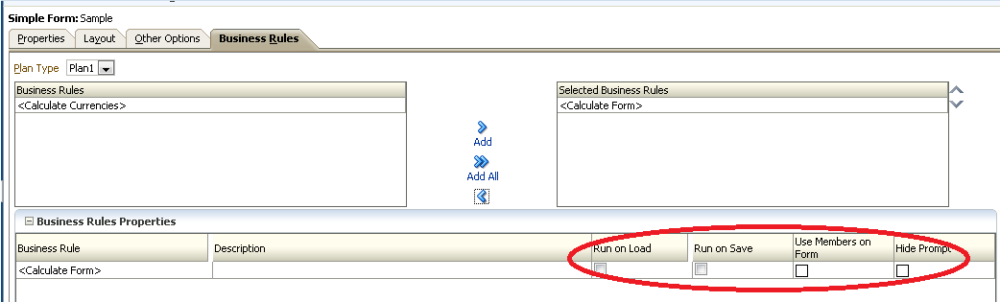 Simple Form: Sample
Properties Layout Other Options Business Rules
Plan Type Plan1
Business Rules Selected Business Rules
<Calculate Currencies> <Calculate Form>
Add
Add All
Business Rules Properties
Business Rule Description Run on Load Run on Save Use Members on Form Hide Prompt
<Calculate Form>